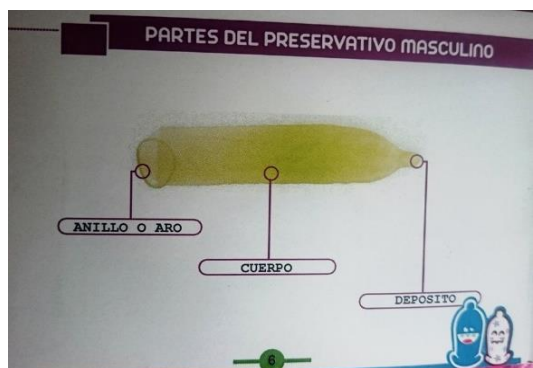 PARTES DEL PRESERVATIVO MASCULINO
ANILLO O ARO
CUERPO
DEPOSITO
6